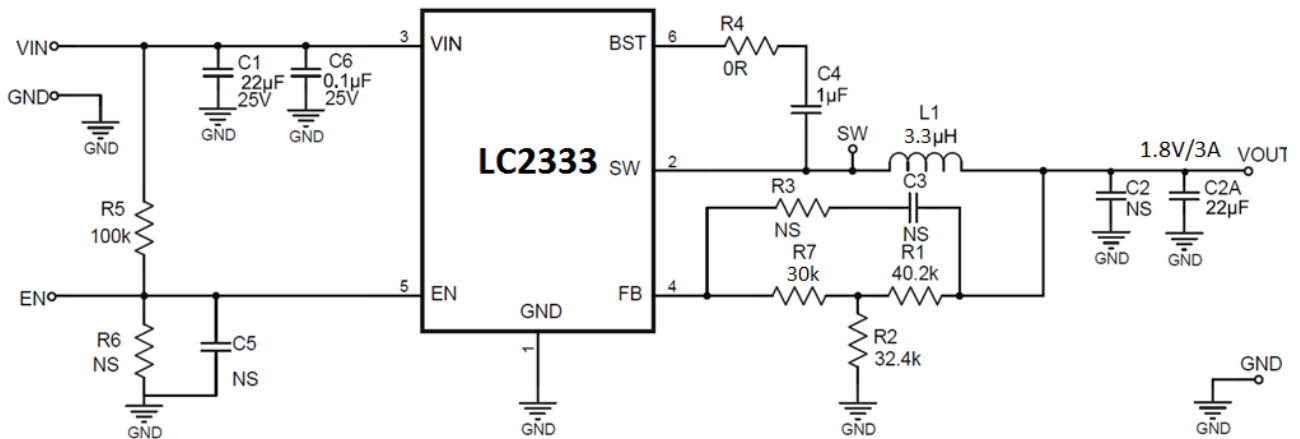 VIN
GND
GND
C1
22µF
25V
GND
C6
0.1µF
25V
GND
R5
100k
EN
R6
NS
C5
NS
GND
3
VIN
BST
6
LC2333
SW
2
5
EN
FB
4
GND
1
GND
R4
0R
C4
1µF
SW
L1
3.3µH
1.8V/3A
VOUT
R3
NS
C3
NS
R7
30k
R1
40.2k
R2
32.4k
GND
C2
NS
GND
C2A
22µF
GND
GND
GND